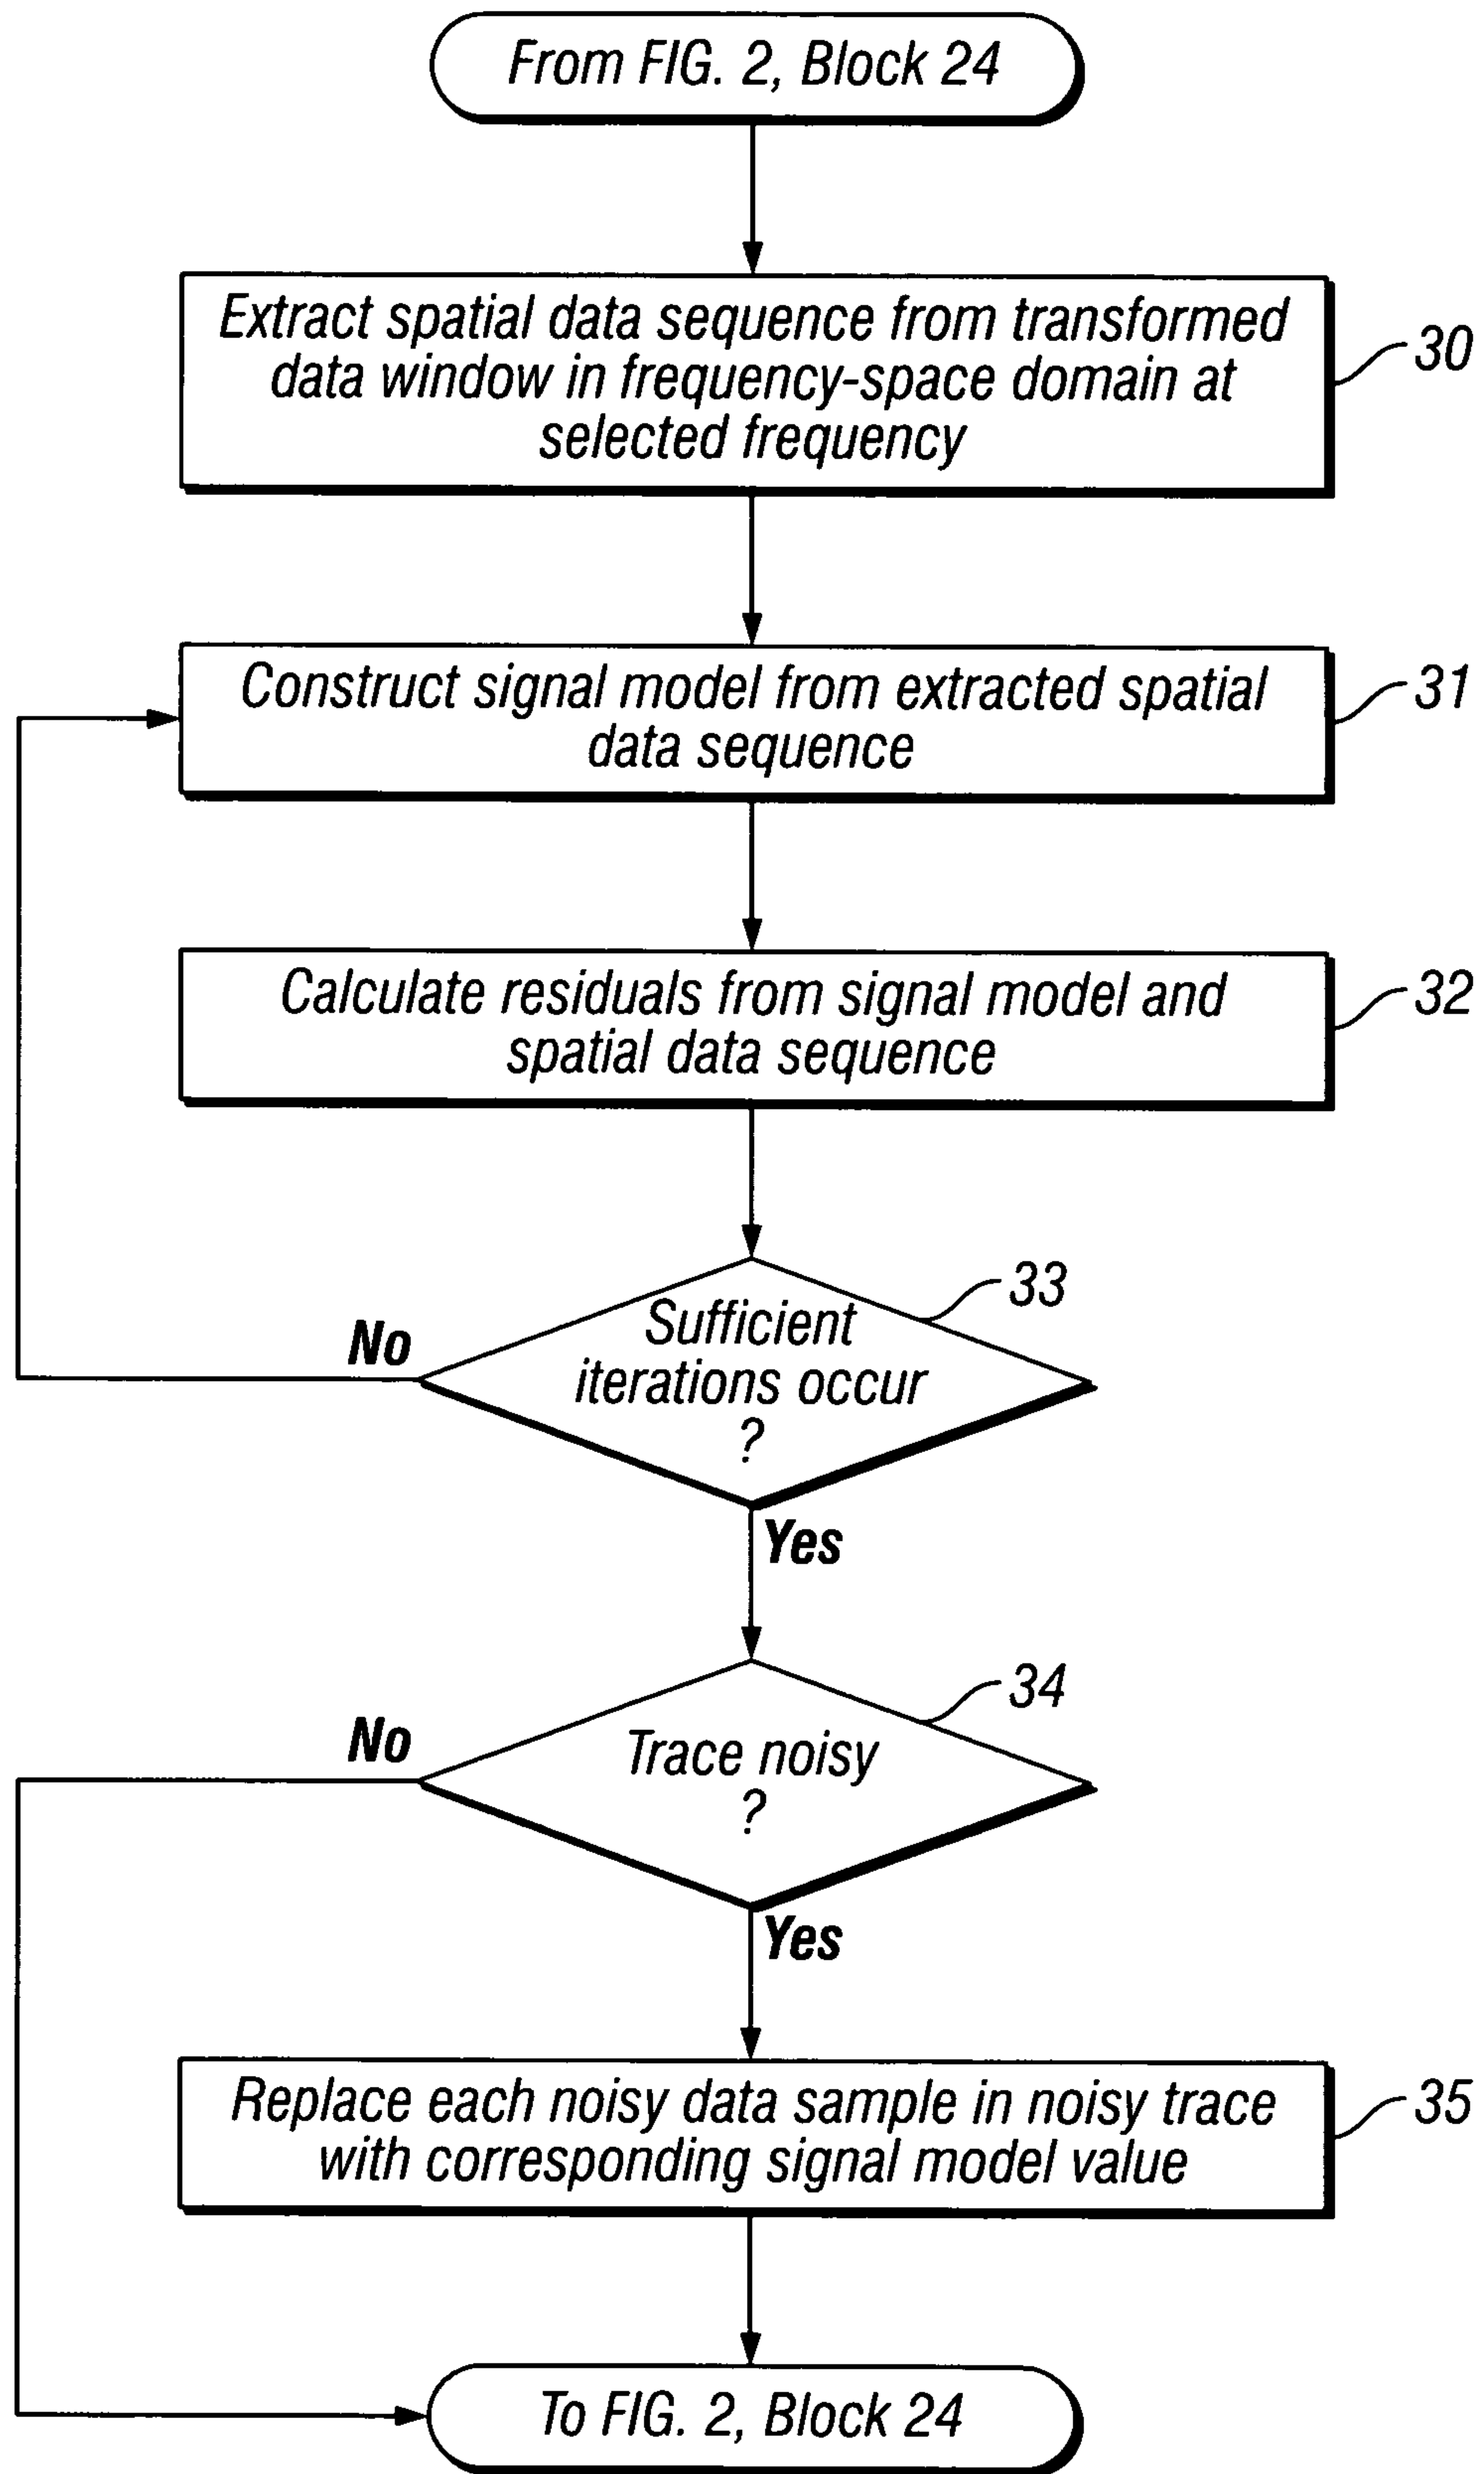 From FIG. 2, Block 24
Extract spatial data sequence from transformed
data window in frequency-space domain at
selected frequency
30
Construct signal model from extracted spatial
data sequence
31
Calculate residuals from signal model and
spatial data sequence
32
33
Sufficient
iterations occur
?
No
Yes
34
Trace noisy
?
No
Yes
Replace each noisy data sample in noisy trace
with corresponding signal model value
35
To FIG. 2, Block 24